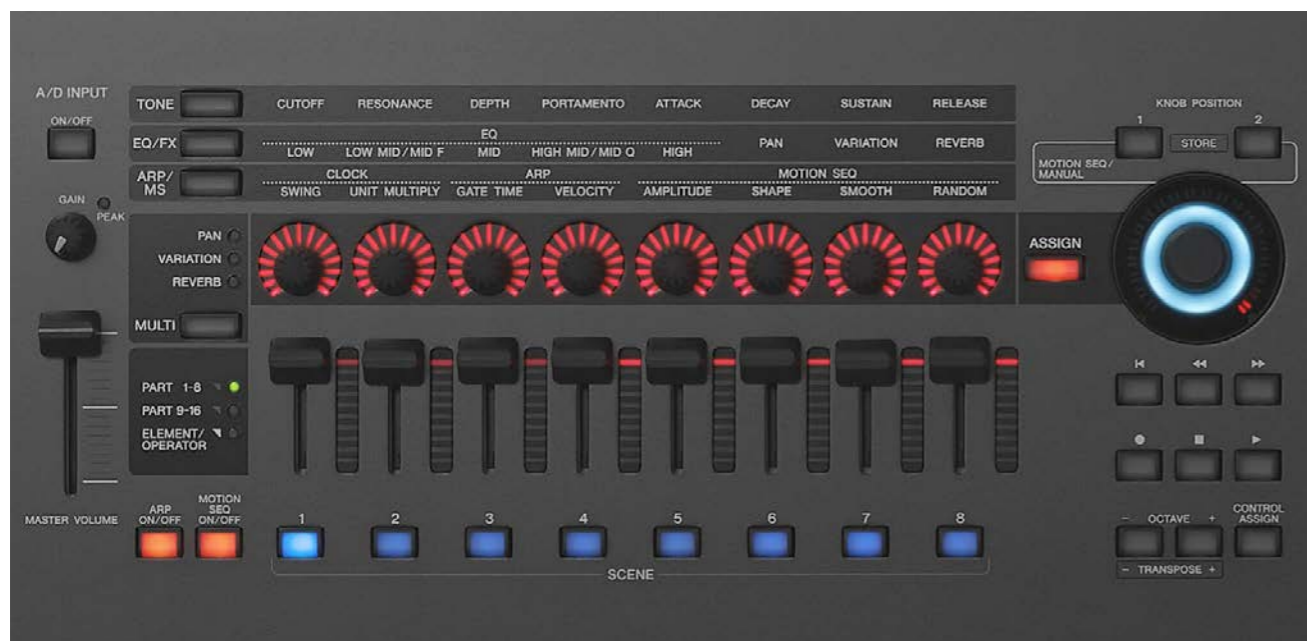 A/D INPUT
ON/OFF
GAIN
PEAK
MASTER VOLUME
TONE
CUTOFF RESONANCE DEPTH PORTAMENTO ATTACK DECAY SUSTAIN RELEASE
EQ/FX
EQ
LOW LOW MID/MID F MID HIGH MID/MID Q HIGH PAN VARIATION REVERB
ARP/
MS
CLOCK ARP MOTION SEQ
SWING UNIT MULTIPLY GATE TIME VELOCITY AMPLITUDE SHAPE SMOOTH RANDOM
PAN
VARIATION
REVERB
MULTI
PART 1-8
PART 9-16
ELEMENT/
OPERATOR
ARP
ON/OFF
MOTION
SEQ
ON/OFF
1 2 3 4 5 6 7 8
SCENE
KNOB POSITION
1 2
STORE
MOTION SEQ/
MANUAL
ASSIGN
- OCTAVE +
- TRANSPOSE +
CONTROL
ASSIGN